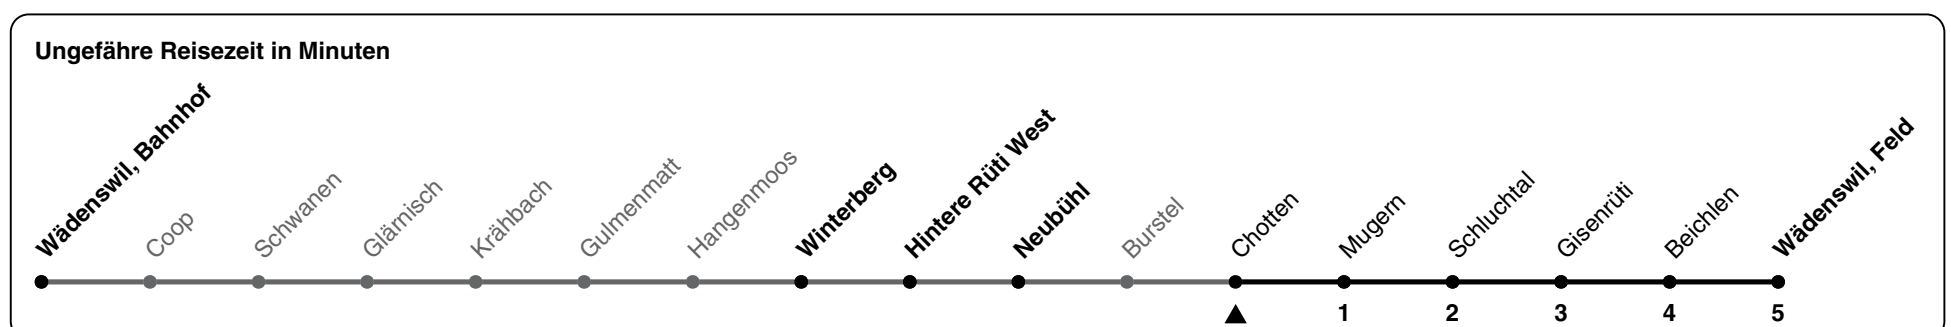 Ungefähre Reisezeit in Minuten
Wädenswil, Bahnhof
Coop
Schwanen
Glärnisch
Krähbach
Gulmenmatt
Hangenmoos
Winterberg
Hintere Rüti West
Neubühl
Burstel
Chotten
Mugern
Schluchtal
Gisenrüti
Beichlen
Wädenswil, Feld
1 2 3 4 5